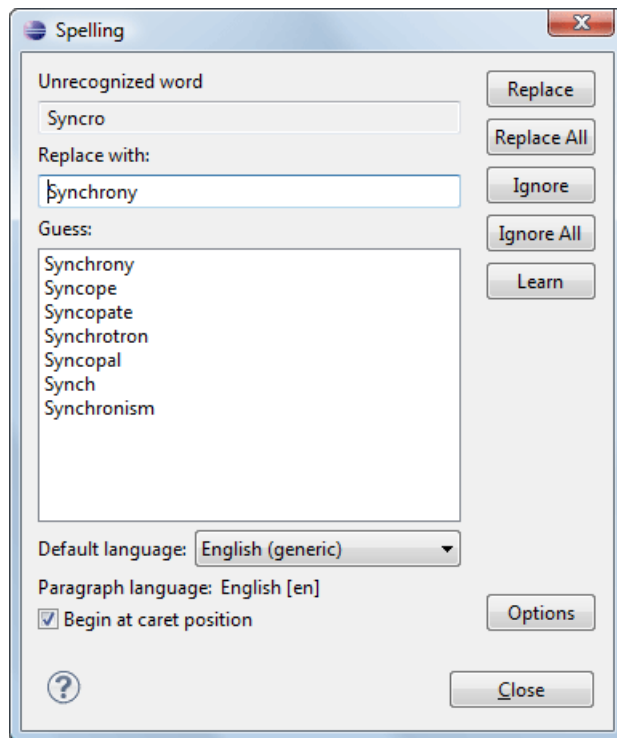 Spelling
Unrecognized word
Replace
Syncro
Replace All
Replace with:
Synchrony
Ignore
Guess:
Ignore All
Synchrony
Syncope
Learn
Syncopate
Synchrotron
Syncopal
Synch
Synchronism
Default language: English (generic)
Paragraph language: English [en]
Begin at caret position
Options
?
Close